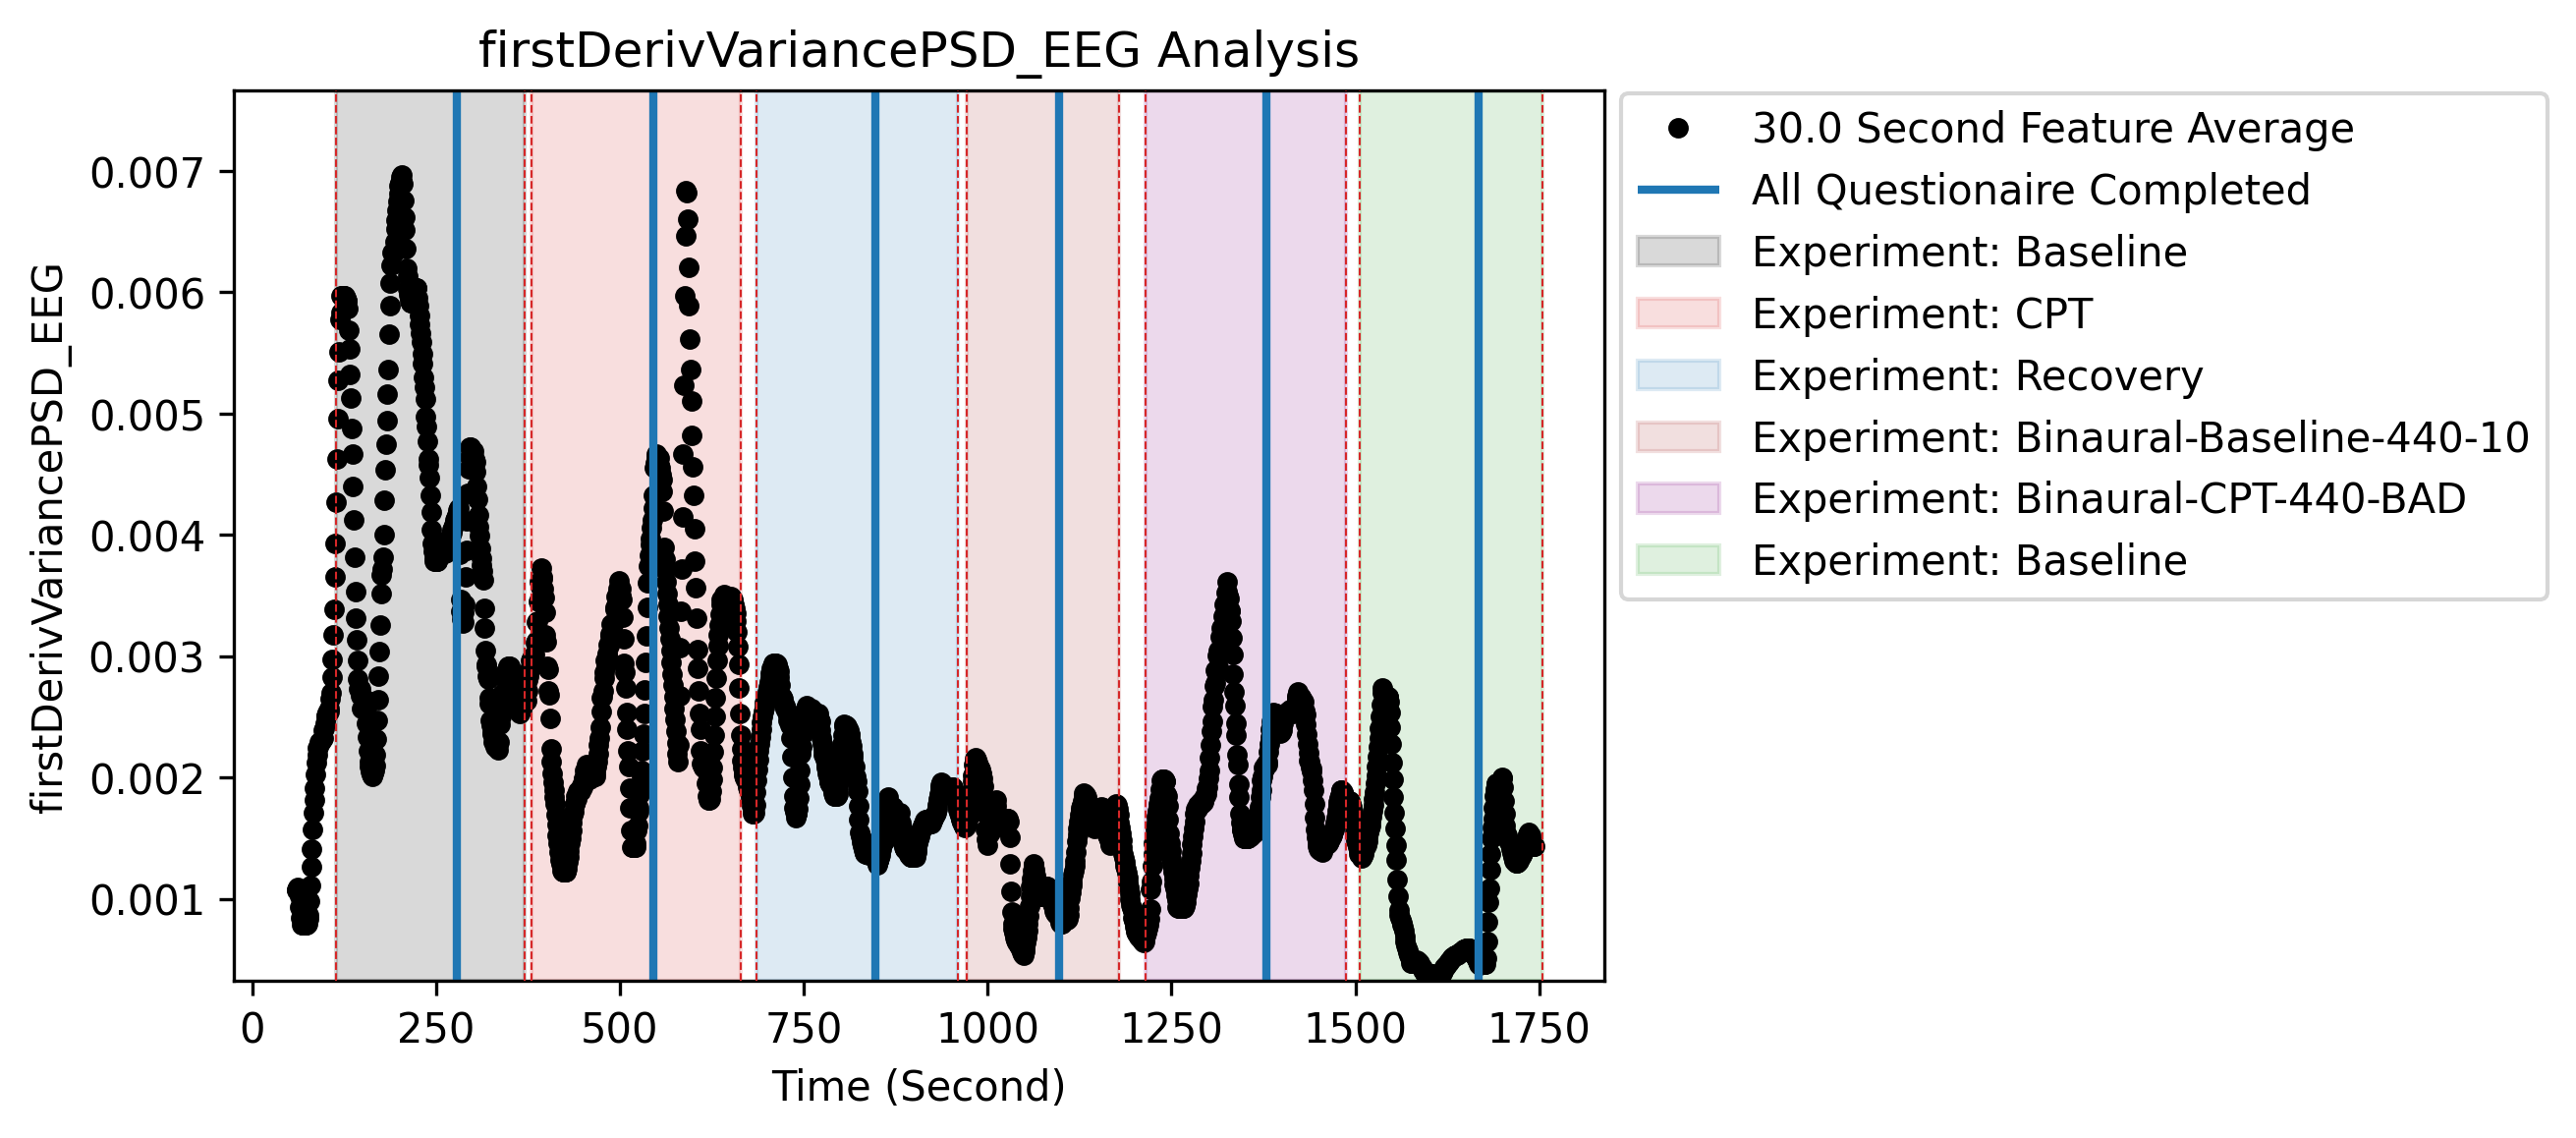 firstDerivVariancePSD_EEG Analysis
firstDerivVariancePSD_EEG
0.007
0.006
0.005
0.004
0.003
0.002
0.001
0 250 500 750 1000 1250 1500 1750
Time (Second)
30.0 Second Feature Average
All Questionaire Completed
Experiment: Baseline
Experiment: CPT
Experiment: Recovery
Experiment: Binaural-Baseline-440-10
Experiment: Binaural-CPT-440-BAD
Experiment: Baseline